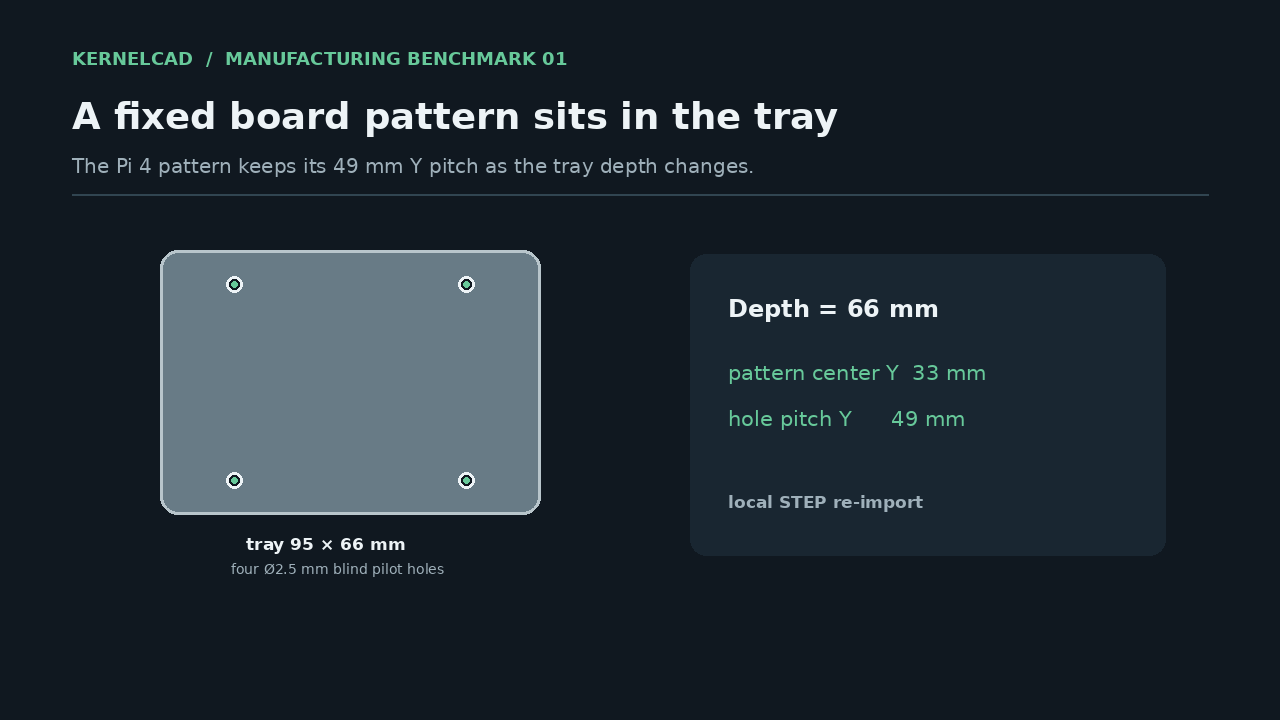 KERNELCAD / MANUFACTURING BENCHMARK 01
A fixed board pattern sits in the tray
The Pi 4 pattern keeps its 49 mm Y pitch as the tray depth changes.
Depth = 66 mm
pattern center Y 33 mm
hole pitch Y 49 mm
local STEP re-import
tray 95 × 66 mm
four Ø2.5 mm blind pilot holes